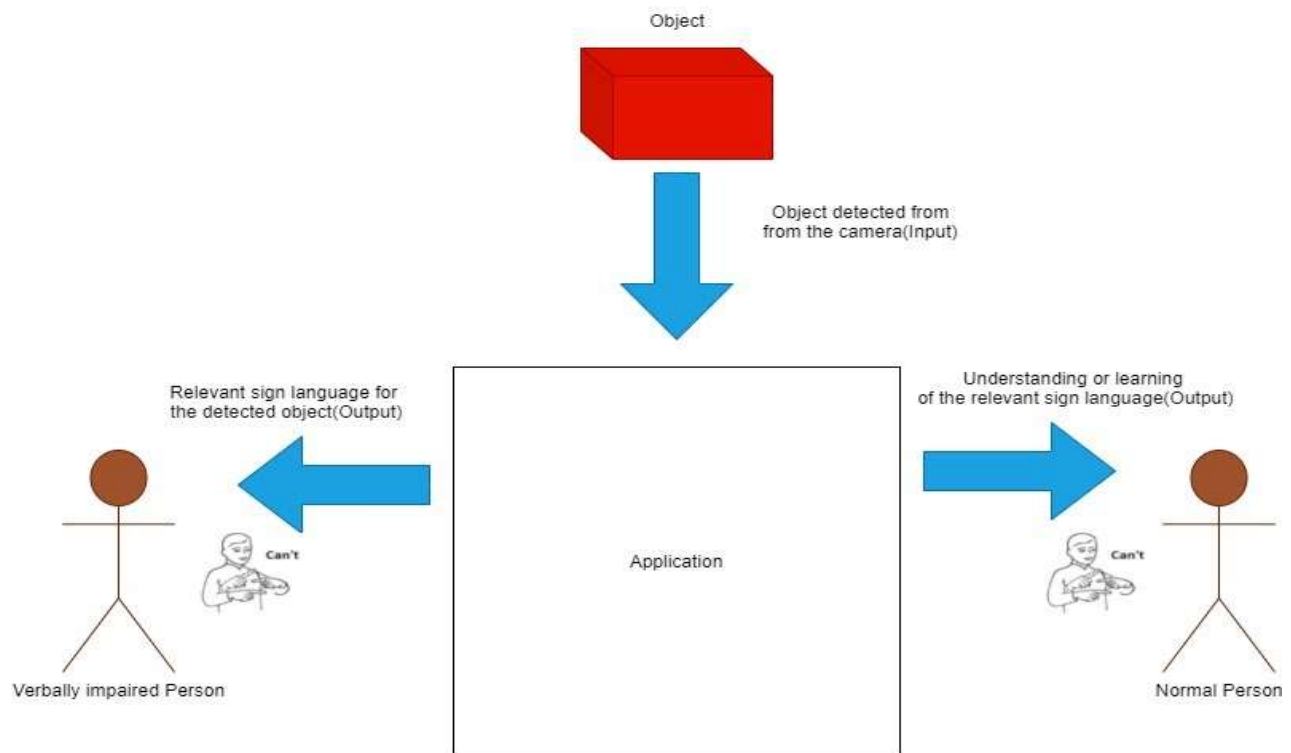 Object
Object detected from
from the camera(Input)
Relevant sign language for
the detected object(Output)
Understanding or learning
of the relevant sign language(Output)
Can't
Can't
Application
Verbally impaired Person
Normal Person